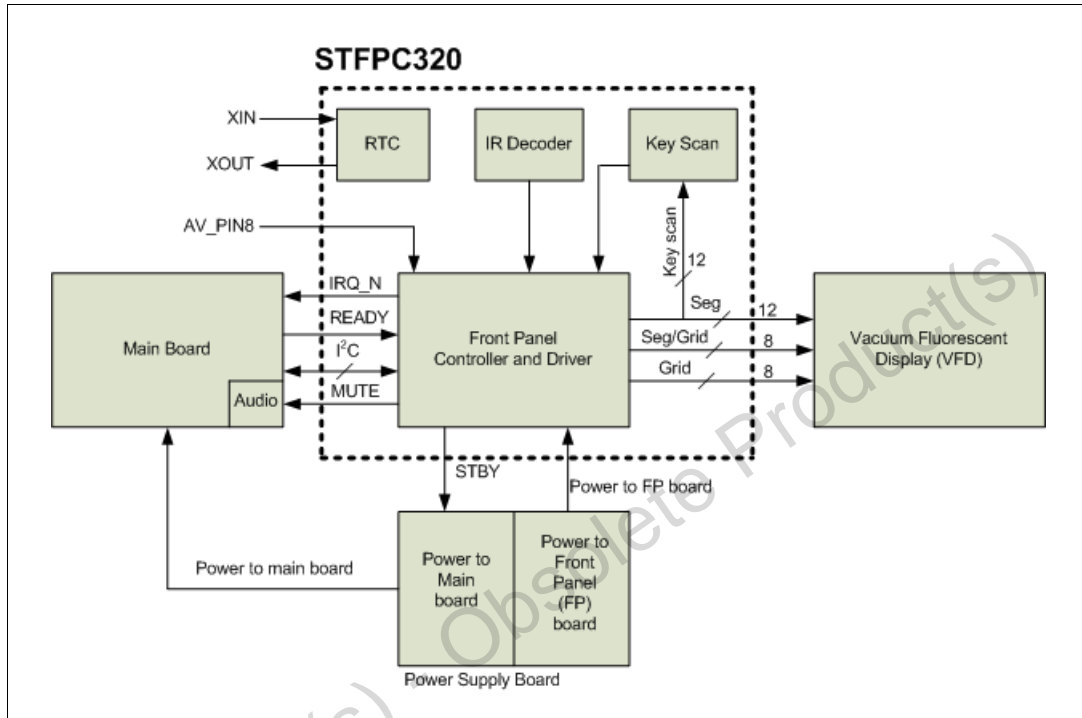 STFPC320
XIN
XOUT
RTC
IR Decoder
Key Scan
AV_PIN8
Key scan
12
IRQ_N
READY
I²C
MUTE
Main Board
Audio
Front Panel
Controller and Driver
Seg
12
Seg/Grid
8
Grid
8
Vacuum Fluorescent
Display (VFD)
STBY
Power to FP board
Power to main board
Power to
Main
board
Power to
Front
Panel
(FP)
board
Power Supply Board
(s) - Obsolete Product(s)